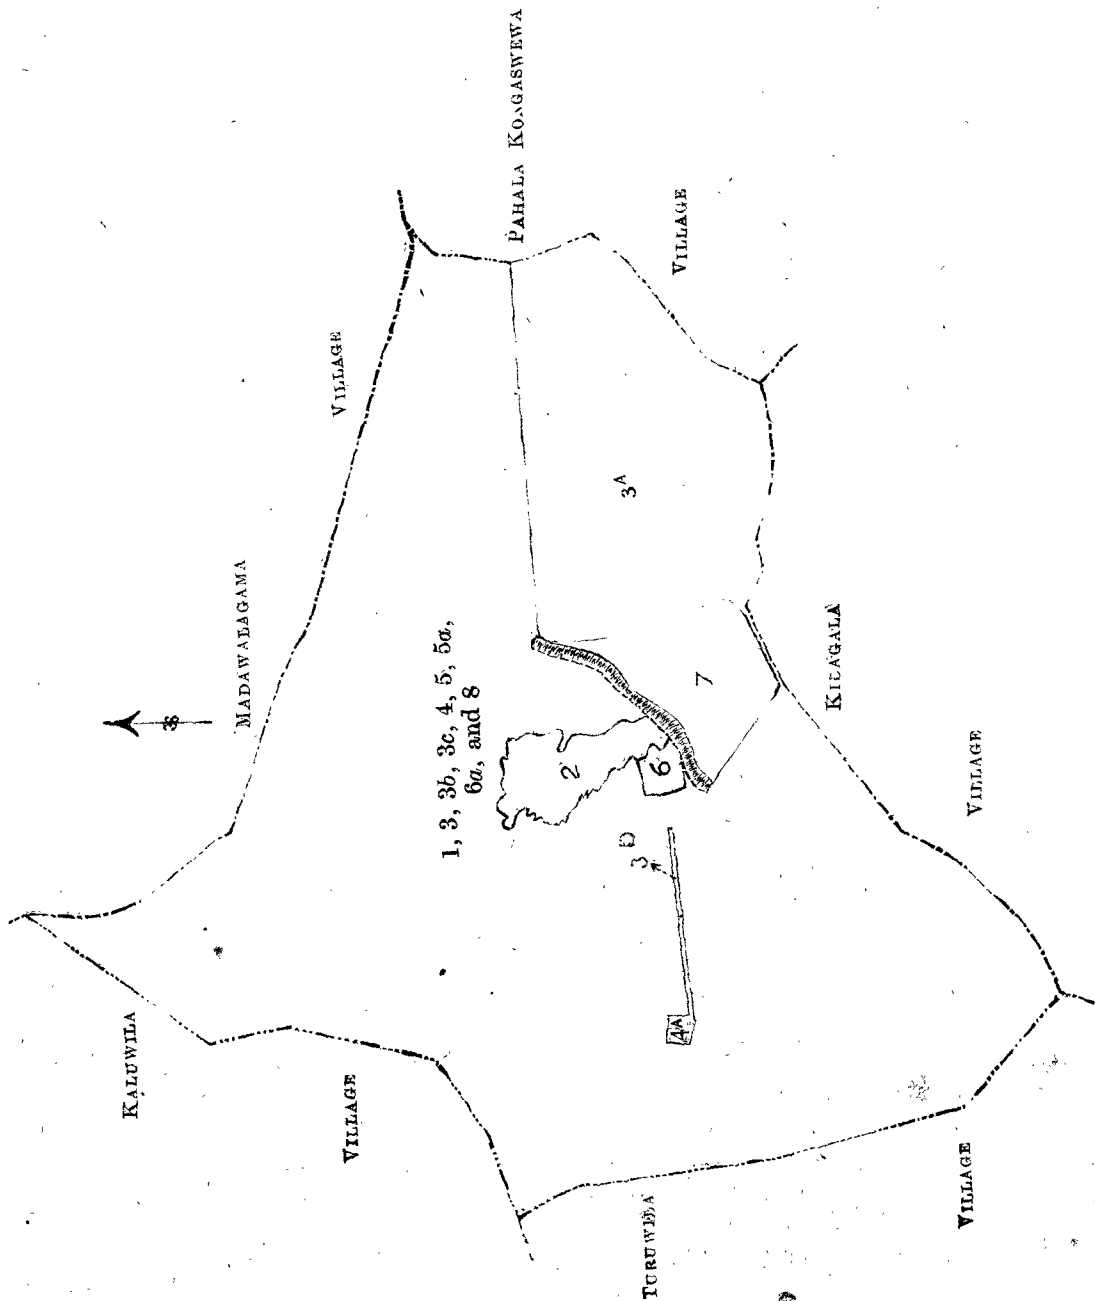 KALUWILA
VILLAGE
MADAWALAGAMA
VILLAGE
PAHALA KONGASWEWA
VILLAGE
1, 3, 3b, 3c, 4, 5, 5a,
6a, and 8
2
6
3D
4A
7
3A
VILLAGE
TURUWILA
VILLAGE